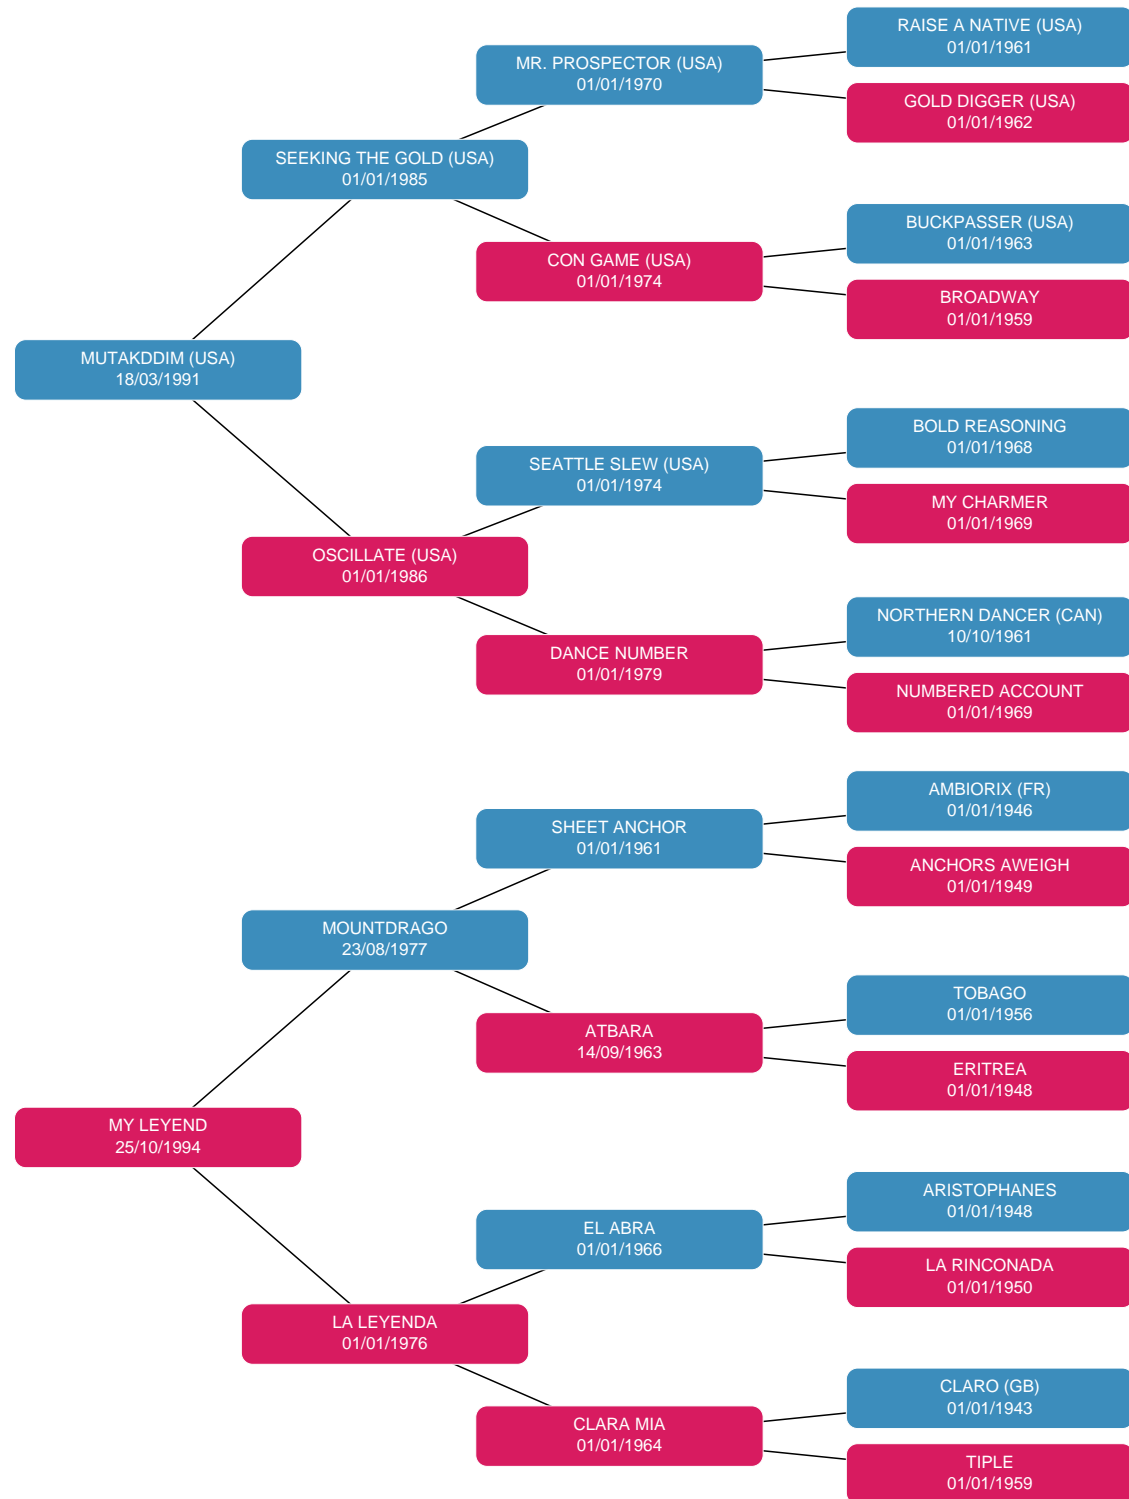 RAISE A NATIVE (USA)
01/01/1961
MR. PROSPECTOR (USA)
01/01/1970
GOLD DIGGER (USA)
01/01/1962
SEEKING THE GOLD (USA)
01/01/1985
BUCKPASSER (USA)
01/01/1963
CON GAME (USA)
01/01/1974
BROADWAY
01/01/1959
MUTAKDDIM (USA)
18/03/1991
BOLD REASONING
01/01/1968
SEATTLE SLEW (USA)
01/01/1974
MY CHARMER
01/01/1969
OSCILLATE (USA)
01/01/1986
NORTHERN DANCER (CAN)
10/10/1961
DANCE NUMBER
01/01/1979
NUMBERED ACCOUNT
01/01/1969
AMBIORIX (FR)
01/01/1946
SHEET ANCHOR
01/01/1961
ANCHORS AWEIGH
01/01/1949
MOUNTDRAGO
23/08/1977
TOBAGO
01/01/1956
ATBARA
14/09/1963
ERITREA
01/01/1948
MY LEYEND
25/10/1994
ARISTOPHANES
01/01/1948
EL ABRA
01/01/1966
LA RINCONADA
01/01/1950
LA LEYENDA
01/01/1976
CLARO (GB)
01/01/1943
CLARA MIA
01/01/1964
TIPLE
01/01/1959